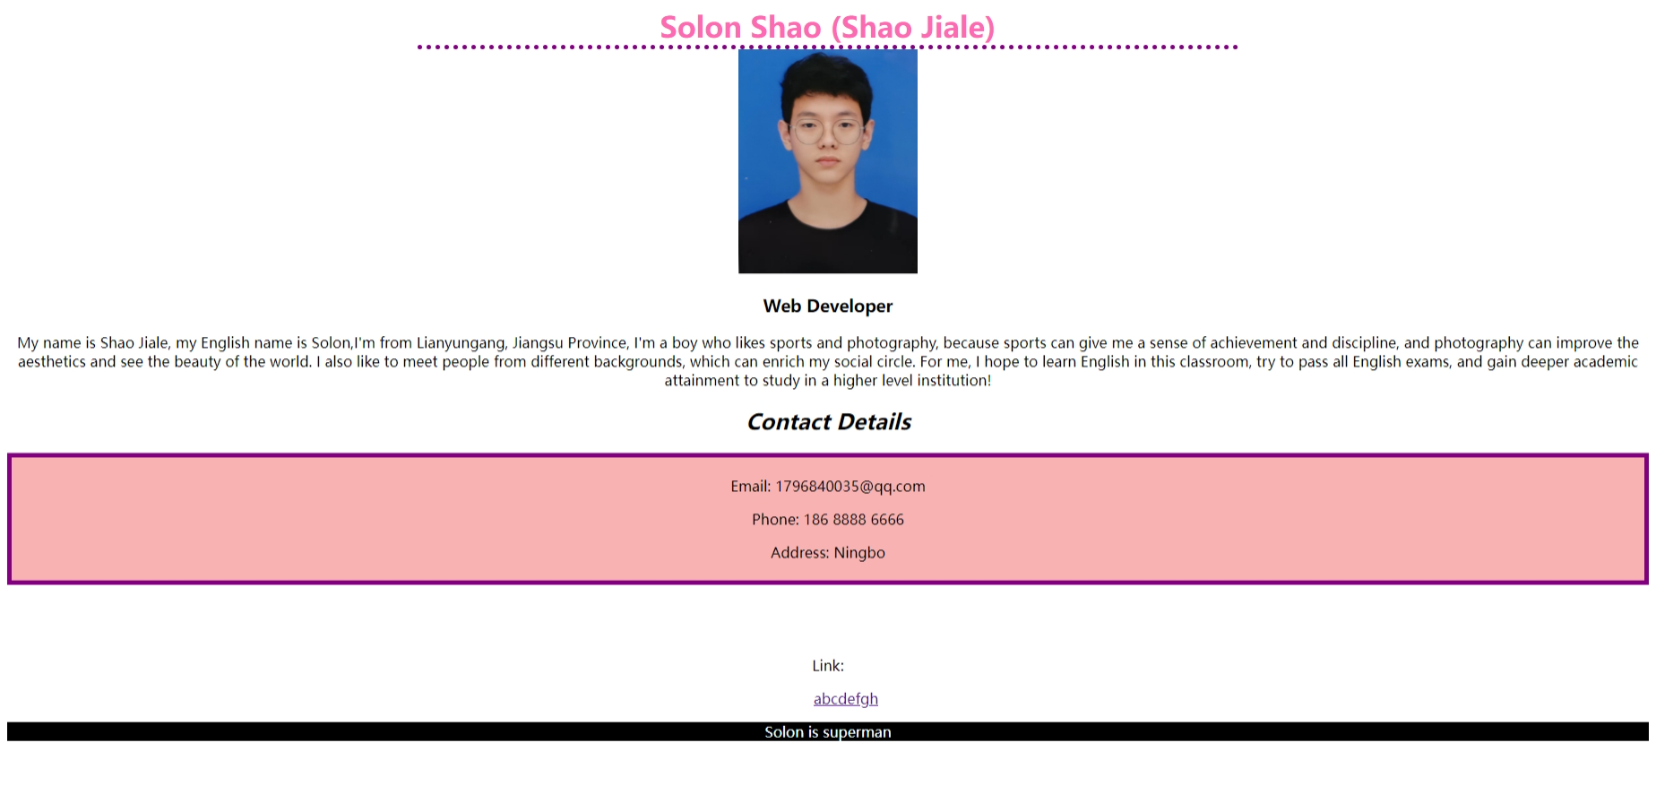 Solon Shao (Shao Jiale)
Web Developer
My name is Shao Jiale, my English name is Solon,I'm from Lianyungang, Jiangsu Province, I'm a boy who likes sports and photography, because sports can give me a sense of achievement and discipline, and photography can improve the
aesthetics and see the beauty of the world. I also like to meet people from different backgrounds, which can enrich my social circle. For me, I hope to learn English in this classroom, try to pass all English exams, and gain deeper academic
attainment to study in a higher level institution!
Contact Details
Email: 1796840035@qq.com
Phone: 186 8888 6666
Address: Ningbo
Link:
abcdefgh
Solon is superman